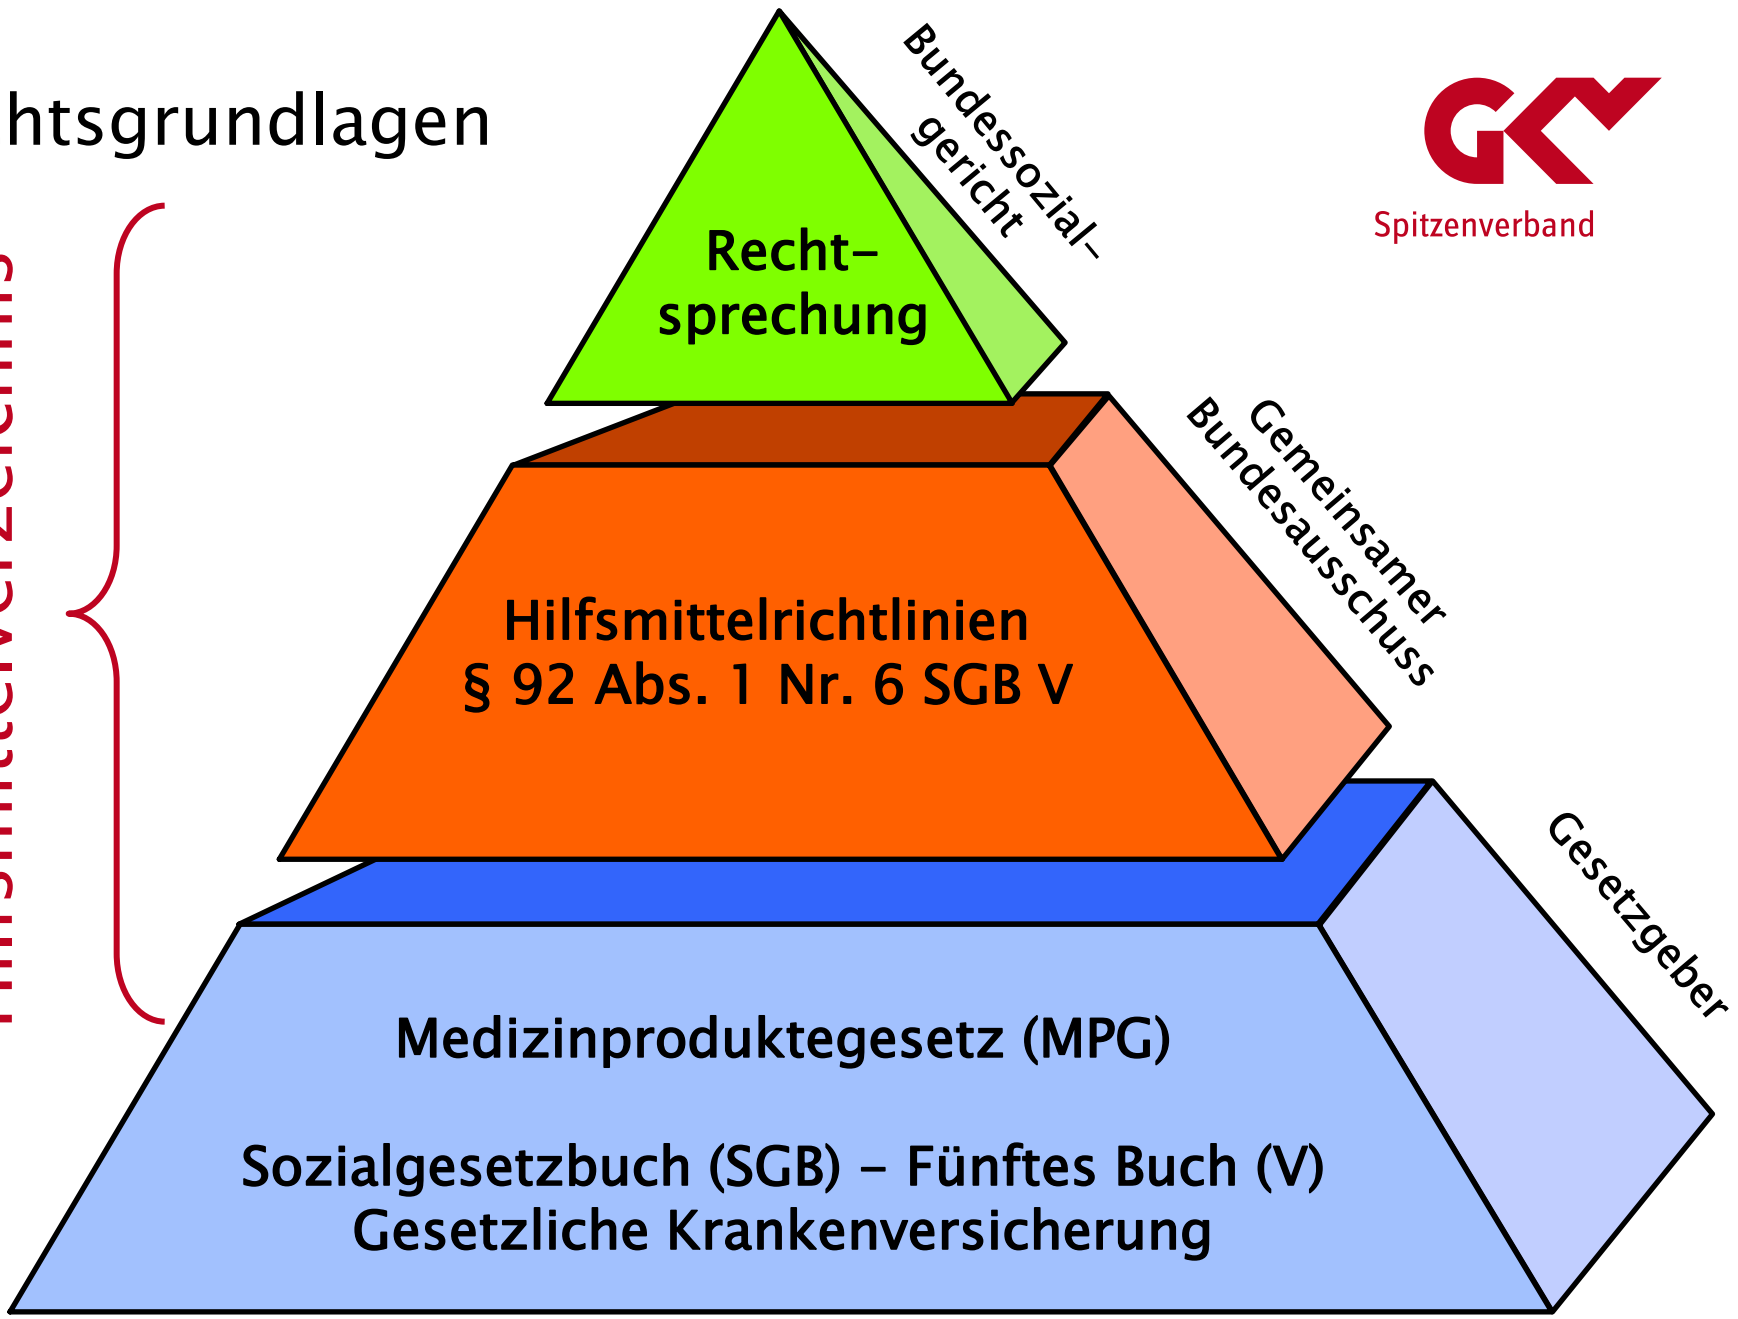 htsgrundlagen
Bundessozial-
gericht
GKV
Spitzenverband
Recht-
sprechung
Gemeinsamer
Bundesausschuss
Hilfsmittelrichtlinien
§ 92 Abs. 1 Nr. 6 SGB V
Gesetzgeber
Medizinproduktegesetz (MPG)
Sozialgesetzbuch (SGB) - Fünftes Buch (V)
Gesetzliche Krankenversicherung